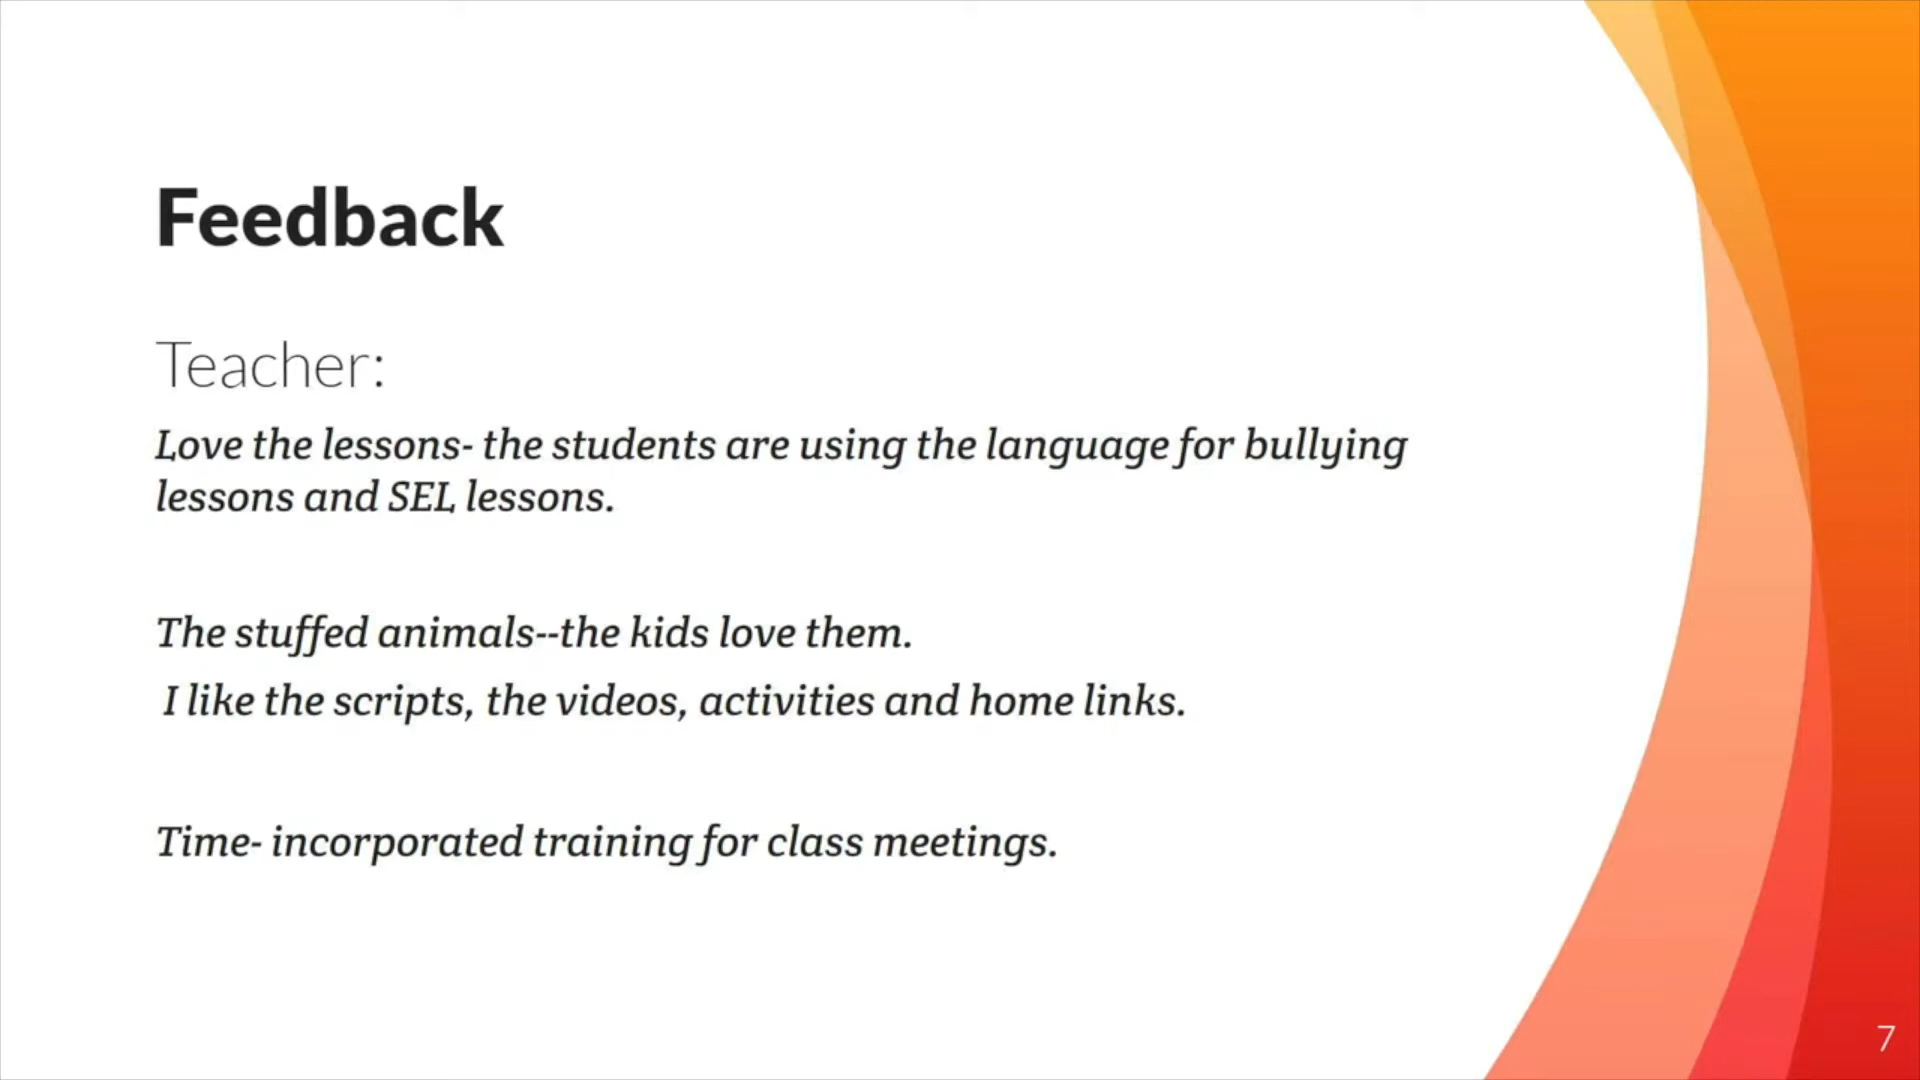 Feedback
Teacher:
Love the lessons- the students are using the language for bullying
lessons and SEL lessons.
The stuffed animals--the kids love them.
I like the scripts, the videos, activities and home links.
Time- incorporated training for class meetings.
7